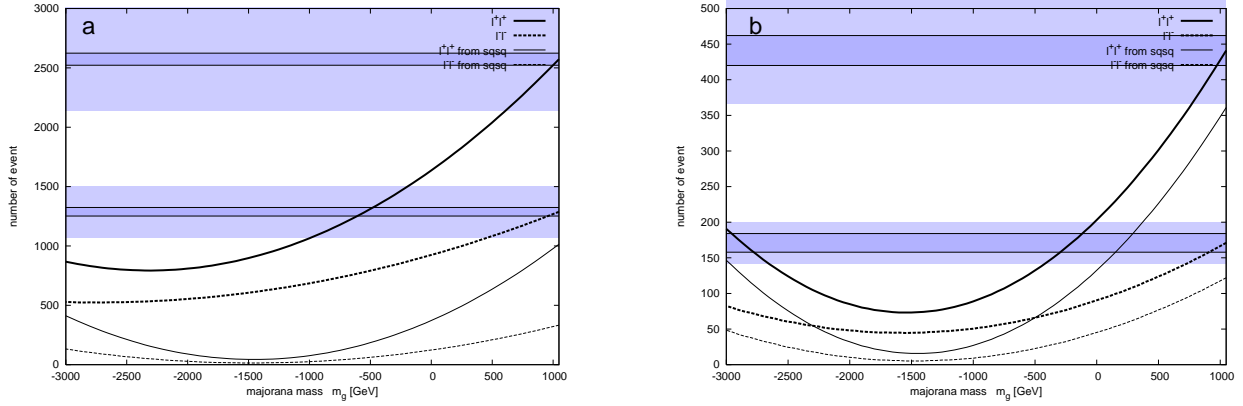 a
3000
2500
2000
1500
1000
500
0
number of event
-3000 -2500 -2000 -1500 -1000 -500 0 500 1000
majorana mass m_g [GeV]
l⁺l⁺
l⁻l⁻
l⁺l⁺ from sqsq
l⁻l⁻ from sqsq
b
500
450
400
350
300
250
200
150
100
50
0
number of event
-3000 -2500 -2000 -1500 -1000 -500 0 500 1000
majorana mass m_g [GeV]
l⁺l⁺
l⁻l⁻
l⁺l⁺ from sqsq
l⁻l⁻ from sqsq